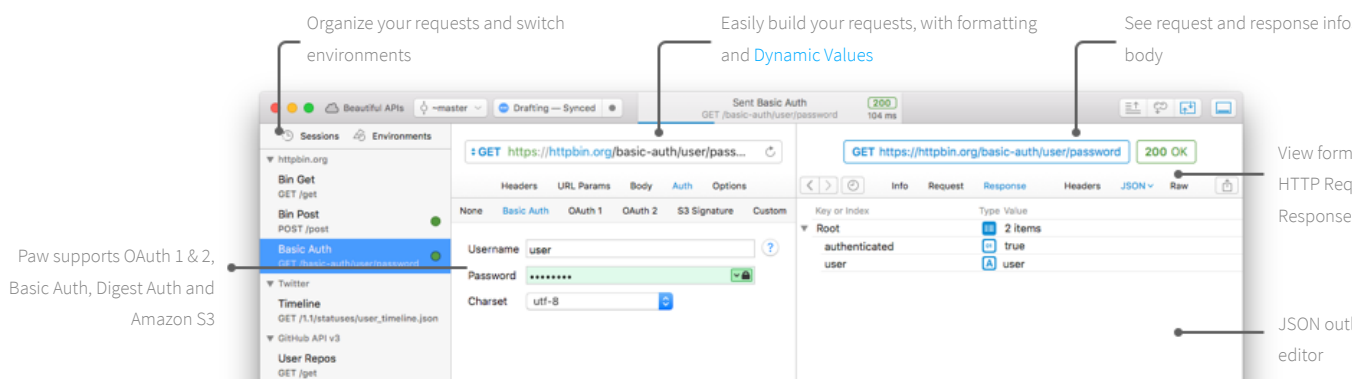 Organize your requests and switch
environments
Easily build your requests, with formatting
and Dynamic Values
See request and response info
body
Beautiful APIs
~master
Drafting — Synced
Sent Basic Auth
GET /basic-auth/user/password
200
104 ms
Sessions
Environments
httpbin.org
Bin Get
GET /get
Bin Post
POST /post
Basic Auth
GET /basic-auth/user/password
Twitter
Timeline
GET /1.1/statuses/user_timeline.json
GitHub API v3
User Repos
GET /get
GET https://httpbin.org/basic-auth/user/pass...
Headers URL Params Body Auth Options
None Basic Auth OAuth 1 OAuth 2 S3 Signature Custom
Username user
?
Password ••••••••
Charset utf-8
GET https://httpbin.org/basic-auth/user/password
200 OK
Info Request Response Headers JSON Raw
Key or Index Type Value
Root 2 items
authenticated true
user A user
Paw supports OAuth 1 & 2,
Basic Auth, Digest Auth and
Amazon S3
View form
HTTP Req
Response
JSON out
editor